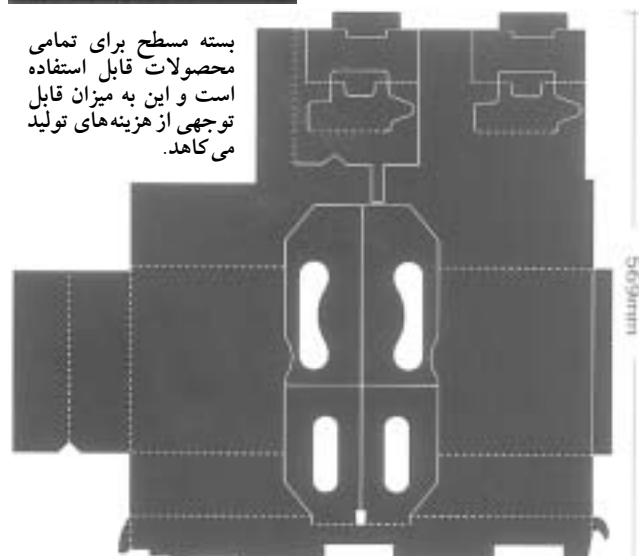 بسته مسطح برای تمامی
محصولات قابل استفاده
است و این به میزان قابل
توجهی از هزینه‌های تولید
می‌کاهد.
569mm